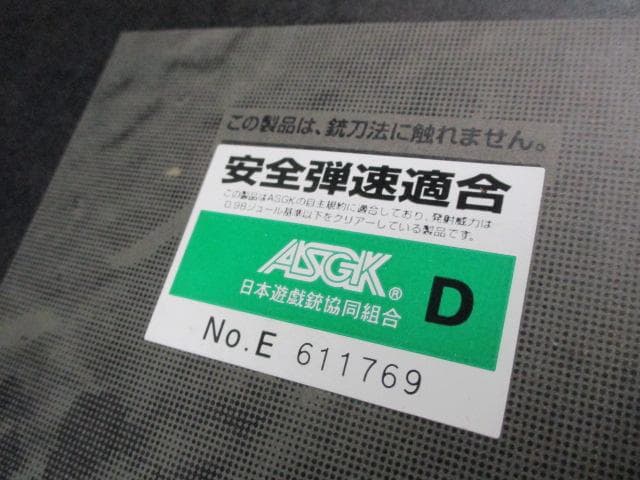 この製品は、銃刀法に触れません。
安全弾速適合
この製品はASGKの自主規約に適合しており、発射威力は
0.98ジュール基準以下をクリアーしている製品です。
ASGK®
D
日本遊戯銃協同組合
No.E 611769